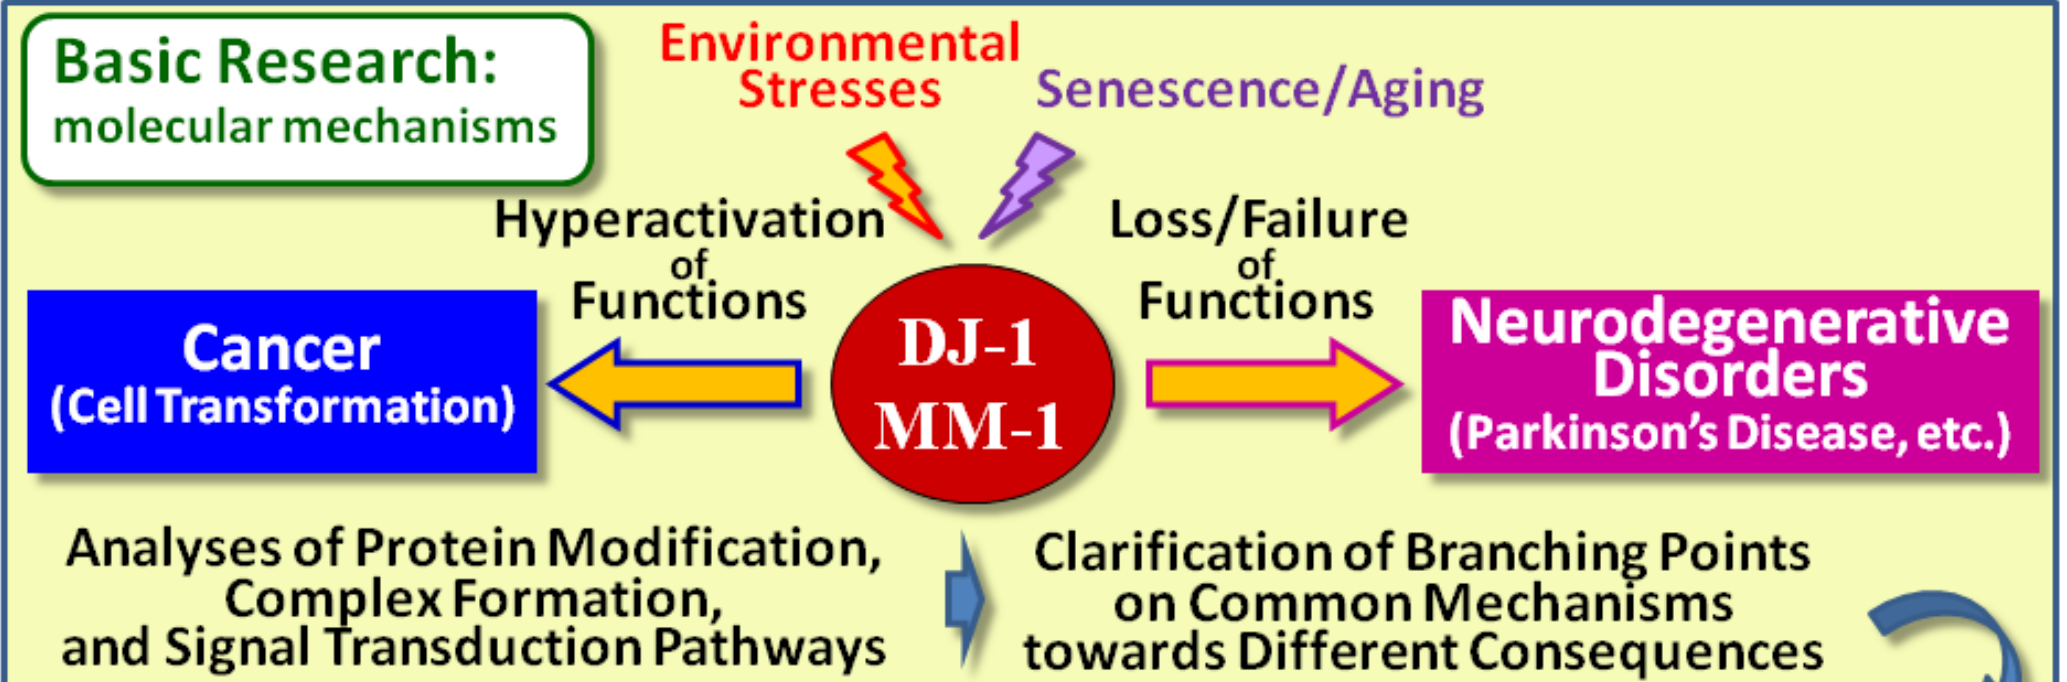 Basic Research:
molecular mechanisms
Environmental
Stresses
Senescence/Aging
Hyperactivation
of
Functions
Loss/Failure
of
Functions
Cancer
(Cell Transformation)
DJ-1
MM-1
Neurodegenerative
Disorders
(Parkinson’s Disease, etc.)
Analyses of Protein Modification,
Complex Formation,
and Signal Transduction Pathways
Clarification of Branching Points
on Common Mechanisms
towards Different Consequences